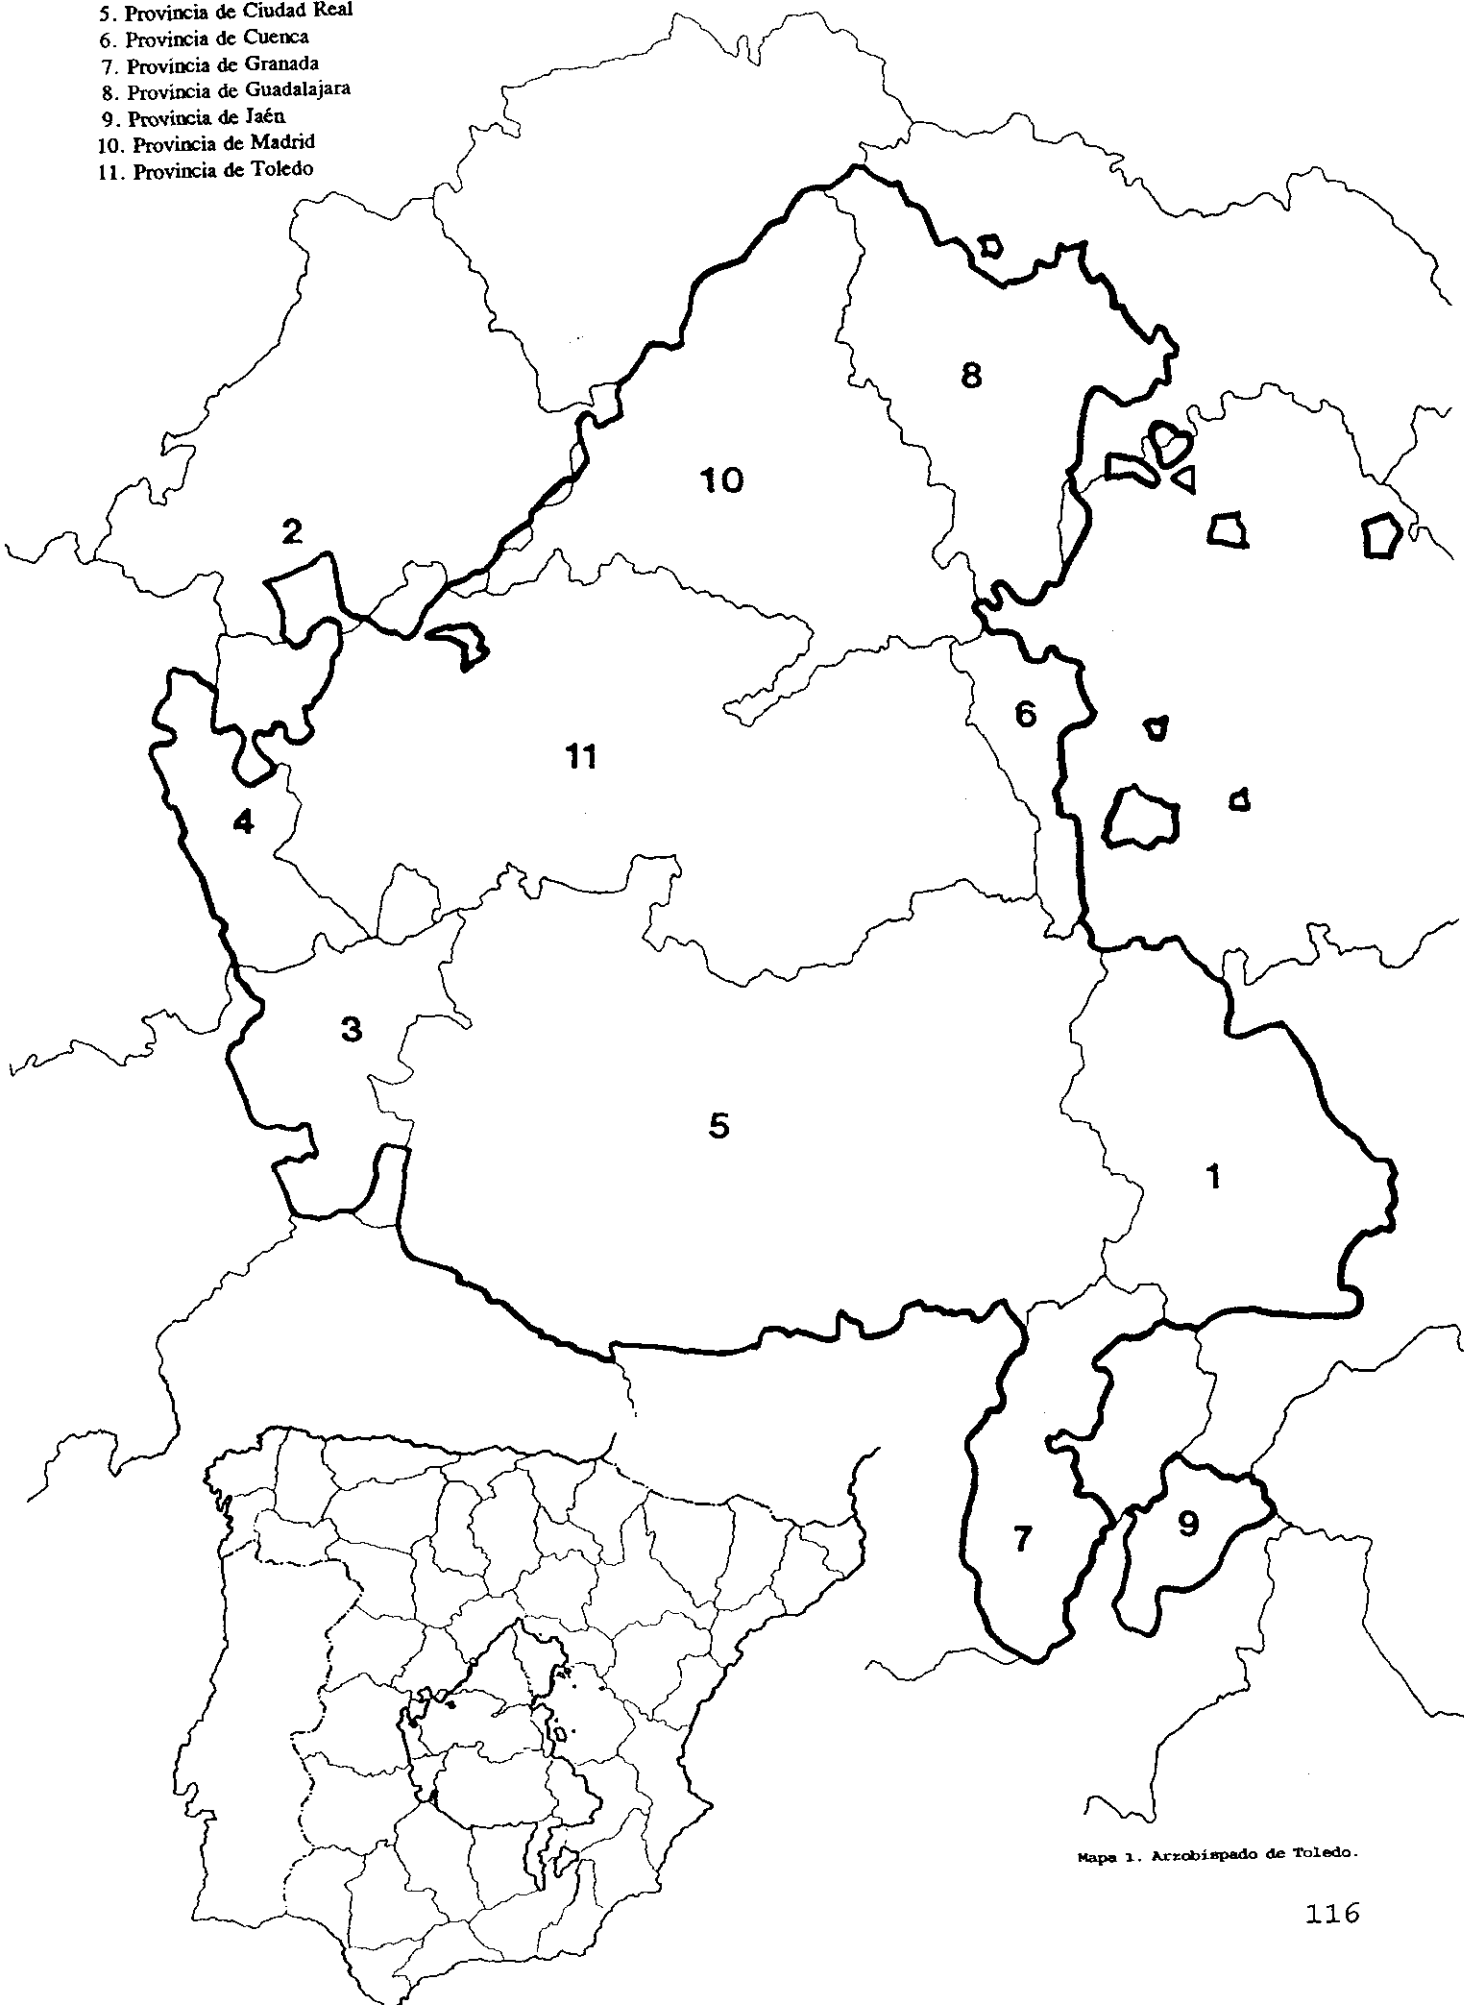 5. Provincia de Ciudad Real
6. Provincia de Cuenca
7. Provincia de Granada
8. Provincia de Guadalajara
9. Provincia de Jaén
10. Provincia de Madrid
11. Provincia de Toledo
8
10
2
6
11
4
3
5
1
7
9
Mapa 1. Arzobispado de Toledo.
116